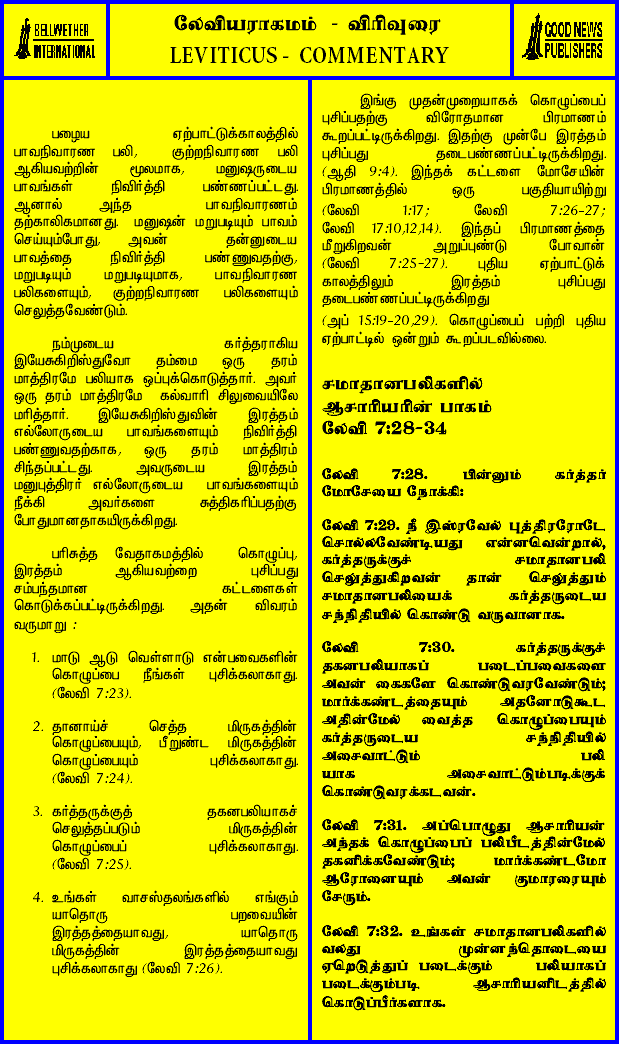 BELLWETHER
INTERNATIONAL
லேவியராகமம் - விரிவுரை
LEVITICUS - COMMENTARY
GOOD NEWS
PUBLISHERS
பழைய ஏற்பாட்டுக்காலத்தில்
பாவநிவாரண பலி, குற்றநிவாரண பலி
ஆகியவற்றின் மூலமாக, மனுஷருடைய
பாவங்கள் நிவிர்த்தி பண்ணப்பட்டது.
ஆனால் அந்த பாவநிவாரணம்
தற்காலிகமானது. மனுஷன் மறுபடியும் பாவம்
செய்யும்போது, அவன் தன்னுடைய
பாவத்தை நிவிர்த்தி பண்ணுவதற்கு,
மறுபடியும் மறுபடியுமாக, பாவநிவாரண
பலிகளையும், குற்றநிவாரண பலிகளையும்
செலுத்தவேண்டும்.
நம்முடைய கர்த்தராகிய
இயேசுகிறிஸ்துவோ தம்மை ஒரு தரம்
மாத்திரமே பலியாக ஒப்புக்கொடுத்தார். அவர்
ஒரு தரம் மாத்திரமே கல்வாரி சிலுவையிலே
மரித்தார். இயேசுகிறிஸ்துவின் இரத்தம்
எல்லோருடைய பாவங்களையும் நிவிர்த்தி
பண்ணுவதற்காக, ஒரு தரம் மாத்திரம்
சிந்தப்பட்டது. அவருடைய இரத்தம்
மனுபுத்திரர் எல்லோருடைய பாவங்களையும்
நீக்கி அவர்களை சுத்திகரிப்பதற்கு
போதுமானதாகயிருக்கிறது.
பரிசுத்த வேதாகமத்தில் கொழுப்பு,
இரத்தம் ஆகியவற்றை புசிப்பது
சம்பந்தமான கட்டளைகள்
கொடுக்கப்பட்டிருக்கிறது. அதன் விவரம்
வருமாறு :
1. மாடு ஆடு வெள்ளாடு என்பவைகளின்
கொழுப்பை நீங்கள் புசிக்கலாகாது.
(லேவி 7:23).
2. தானாய்ச் செத்த மிருகத்தின்
கொழுப்பையும், பீறுண்ட மிருகத்தின்
கொழுப்பையும் புசிக்கலாகாது.
(லேவி 7:24).
3. கர்த்தருக்குத் தகனபலியாகச்
செலுத்தப்படும் மிருகத்தின்
கொழுப்பைப் புசிக்கலாகாது.
(லேவி 7:25).
4. உங்கள் வாசஸ்தலங்களில் எங்கும்
யாதொரு பறவையின்
இரத்தத்தையாவது, யாதொரு
மிருகத்தின் இரத்தத்தையாவது
புசிக்கலாகாது (லேவி 7:26).
இங்கு முதன்முறையாகக் கொழுப்பைப்
புசிப்பதற்கு விரோதமான பிரமாணம்
கூறப்பட்டிருக்கிறது. இதற்கு முன்பே இரத்தம்
புசிப்பது தடைபண்ணப்பட்டிருக்கிறது.
(ஆதி 9:4). இந்தக் கட்டளை மோசேயின்
பிரமாணத்தில் ஒரு பகுதியாயிற்று
(லேவி 1:17; லேவி 7:26-27;
லேவி 17:10,12,14). இந்தப் பிரமாணத்தை
மீறுகிறவன் அறுப்புண்டு போவான்
(லேவி 7:25-27). புதிய ஏற்பாட்டுக்
காலத்திலும் இரத்தம் புசிப்பது
தடைபண்ணப்பட்டிருக்கிறது
(அப் 15:19-20,29). கொழுப்பைப் பற்றி புதிய
ஏற்பாட்டில் ஒன்றும் கூறப்படவில்லை.
சமாதானபலிகளில்
ஆசாரியரின் பாகம்
லேவி 7:28-34
லேவி 7:28. பின்னும் கர்த்தர்
மோசேயை நோக்கி:
லேவி 7:29. நீ இஸ்ரவேல் புத்திரரோடே
சொல்லவேண்டியது என்னவென்றால்,
கர்த்தருக்குச் சமாதானபலி
செலுத்துகிறவன் தான் செலுத்தும்
சமாதானபலியைக் கர்த்தருடைய
சந்நிதியில் கொண்டு வருவானாக.
லேவி 7:30. கர்த்தருக்குச்
தகனபலியாகப் படைப்பவைகளை
அவன் கைகளே கொண்டுவரவேண்டும்;
மார்க்கண்டத்தையும் அதனோடுகூட
அதின்மேல் வைத்த கொழுப்பையும்
கர்த்தருடைய சந்நிதியில்
அசைவாட்டும் பலி
யாக அசைவாட்டும்படிக்குக்
கொண்டுவரக்கடவன்.
லேவி 7:31. அப்பொழுது ஆசாரியன்
அந்தக் கொழுப்பைப் பலிபீடத்தின்மேல்
தகனிக்கவேண்டும்; மார்க்கண்டமோ
ஆரோனையும் அவன் குமாரரையும்
சேரும்.
லேவி 7:32. உங்கள் சமாதானபலிகளில்
வலது முன்னந்தொடையை
ஏறெடுத்துப் படைக்கும் பலியாகப்
படைக்கும்படி ஆசாரியனிடத்தில்
கொடுப்பீர்களாக.